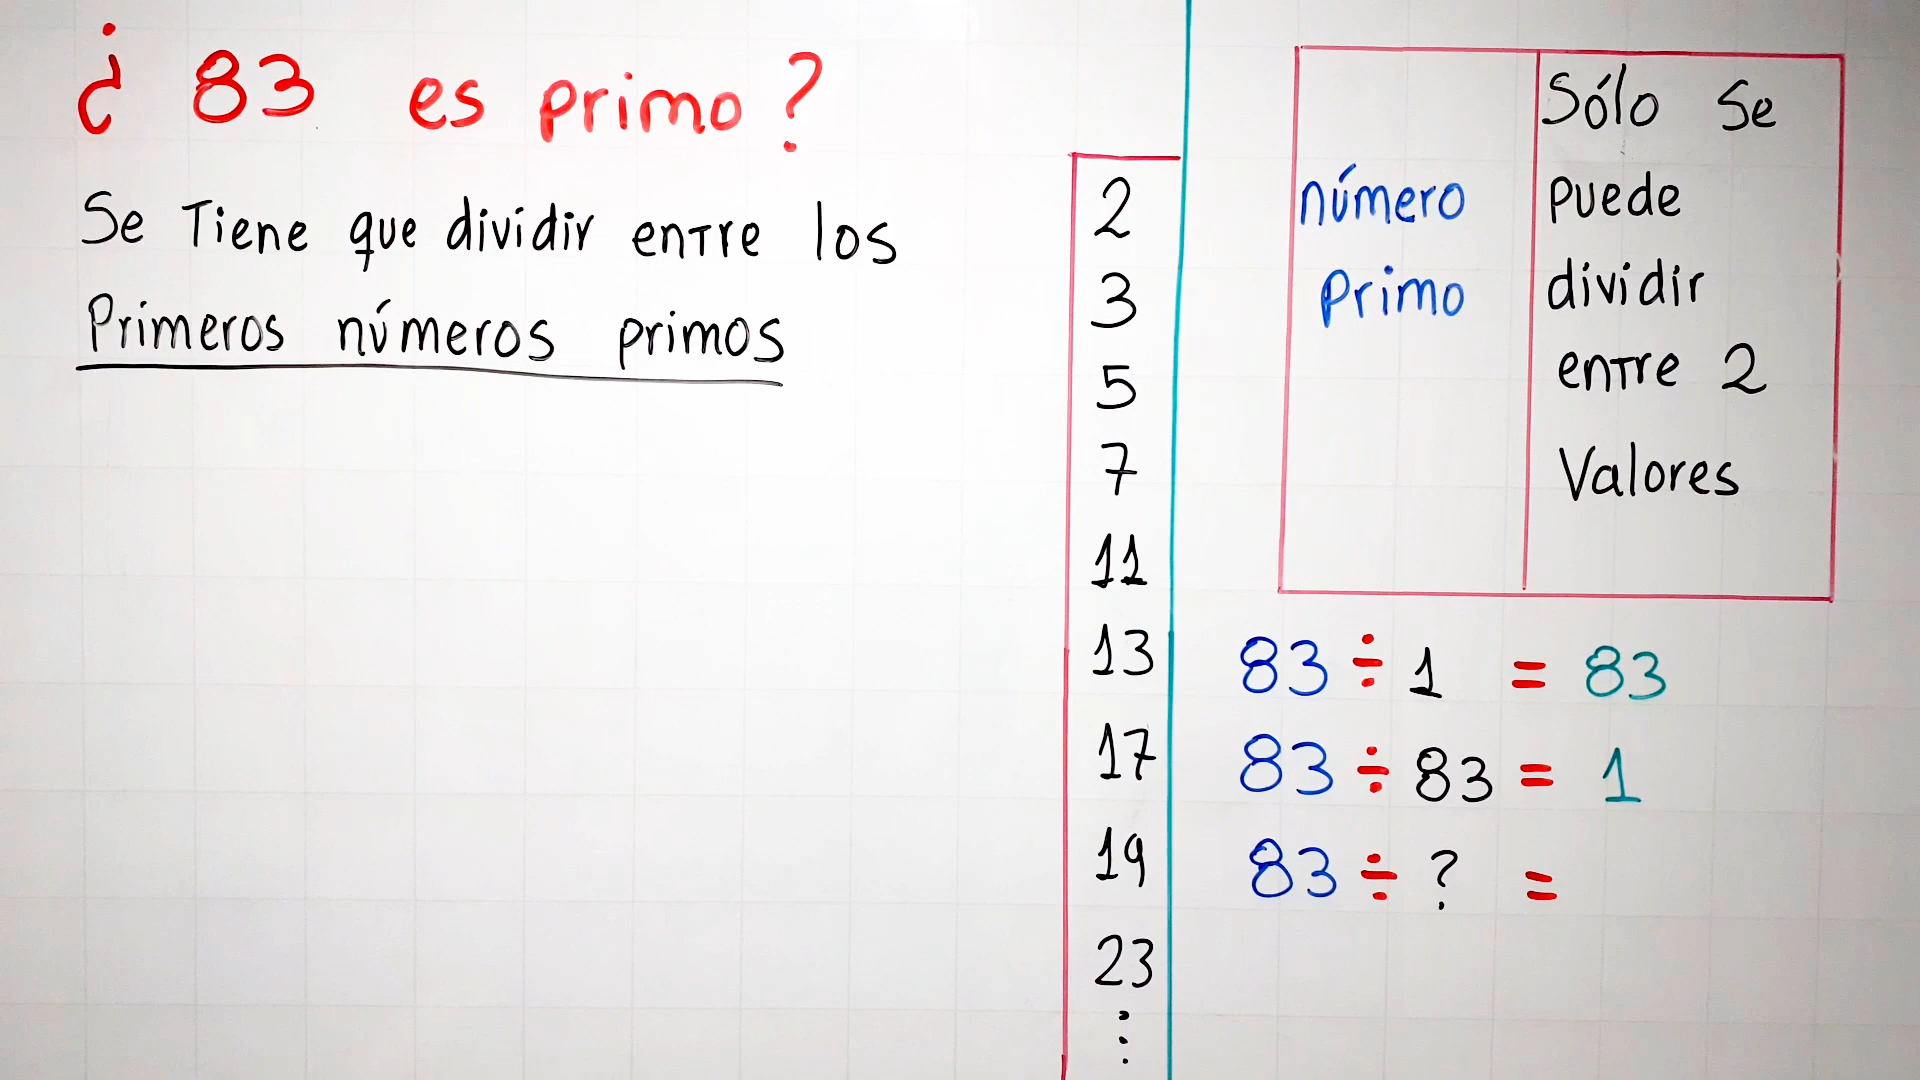 ¿ 83 es primo ?
Se Tiene que dividir entre los
Primeros números primos
2
3
5
7
11
13
17
19
23
⋮
número
Primo
Sólo Se
puede
dividir
entre 2
Valores
83 ÷ 1 = 83
83 ÷ 83 = 1
83 ÷ ? =